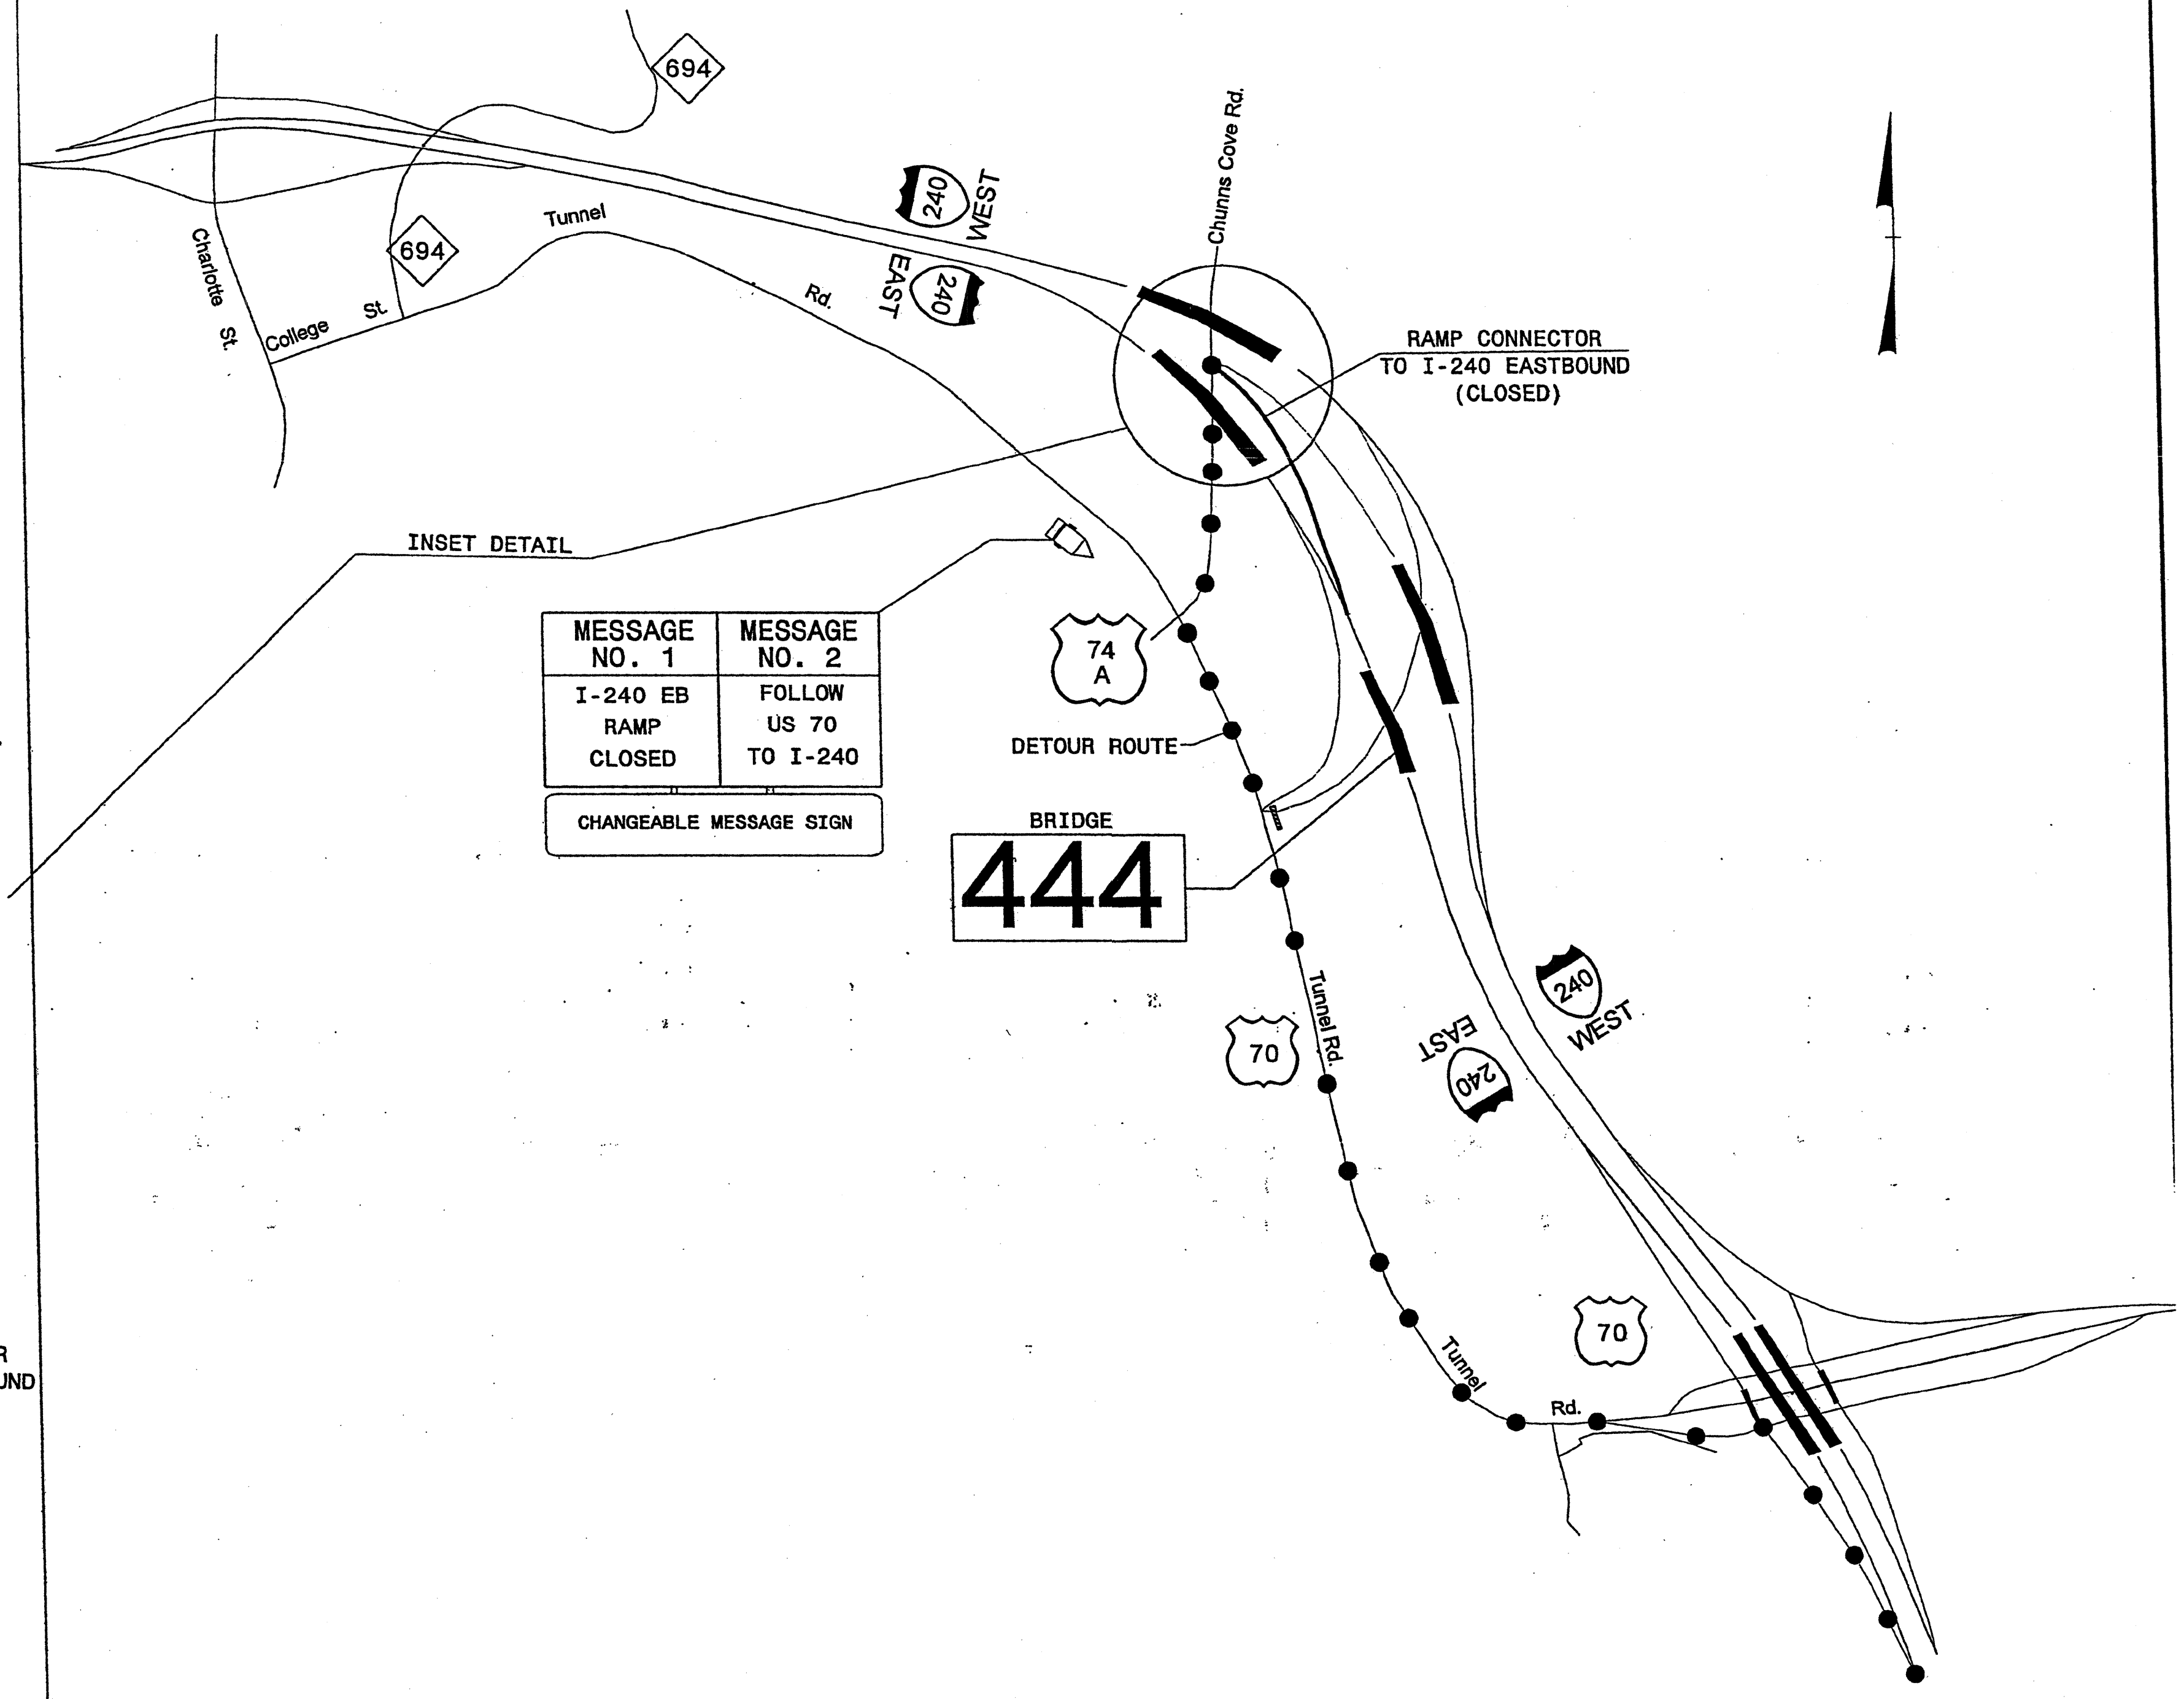 694
240
WEST
Chunns Cove Rd.
Tunnel
694
EAST
240
Rd.
Charlotte St.
College St.
RAMP CONNECTOR
TO I-240 EASTBOUND
(CLOSED)
INSET DETAIL
MESSAGE
NO. 1
MESSAGE
NO. 2
I-240 EB
RAMP
CLOSED
FOLLOW
US 70
TO I-240
CHANGEABLE MESSAGE SIGN
74
A
DETOUR ROUTE
BRIDGE
444
Tunnel Rd.
70
240
WEST
EAST
240
70
Tunnel
Rd.
R
UND